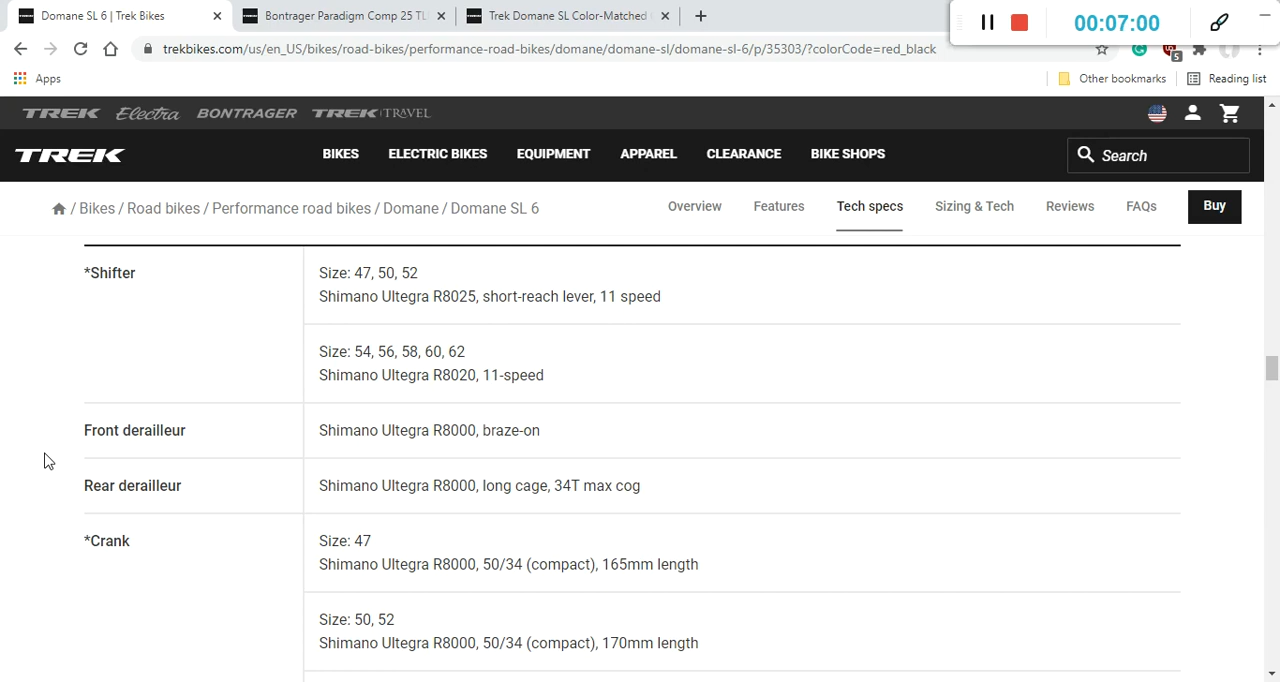 Domane SL 6 | Trek Bikes
Bontrager Paradigm Comp 25 TL
Trek Domane SL Color-Matched
00:07:00
trekbikes.com/us/en_US/bikes/road-bikes/performance-road-bikes/domane/domane-sl/domane-sl-6/p/35303/?colorCode=red_black
5
Apps
Other bookmarks
Reading list
TREK Electra BONTRAGER TREK TRAVEL
TREK
BIKES ELECTRIC BIKES EQUIPMENT APPAREL CLEARANCE BIKE SHOPS
Search
/ Bikes / Road bikes / Performance road bikes / Domane / Domane SL 6
Overview Features Tech specs Sizing & Tech Reviews FAQs Buy
*Shifter
Size: 47, 50, 52
Shimano Ultegra R8025, short-reach lever, 11 speed
Size: 54, 56, 58, 60, 62
Shimano Ultegra R8020, 11-speed
Front derailleur
Shimano Ultegra R8000, braze-on
Rear derailleur
Shimano Ultegra R8000, long cage, 34T max cog
*Crank
Size: 47
Shimano Ultegra R8000, 50/34 (compact), 165mm length
Size: 50, 52
Shimano Ultegra R8000, 50/34 (compact), 170mm length